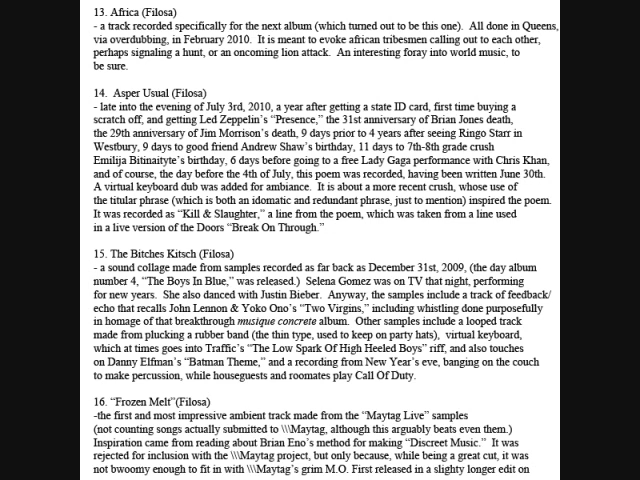 13. Africa (Filosa)
- a track recorded specifically for the next album (which turned out to be this one).  All done in Queens,
via overdubbing, in February 2010.  It is meant to evoke african tribesmen calling out to each other,
perhaps signaling a hunt, or an oncoming lion attack.  An interesting foray into world music, to
be sure.
14.  Asper Usual (Filosa)
- late into the evening of July 3rd, 2010, a year after getting a state ID card, first time buying a
scratch off, and getting Led Zeppelin's “Presence,” the 31st anniversary of Brian Jones death,
the 29th anniversary of Jim Morrison's death, 9 days prior to 4 years after seeing Ringo Starr in
Westbury, 9 days to good friend Andrew Shaw's birthday, 11 days to 7th-8th grade crush
Emilija Bitinaityte's birthday, 6 days before going to a free Lady Gaga performance with Chris Khan,
and of course, the day before the 4th of July, this poem was recorded, having been written June 30th.
A virtual keyboard dub was added for ambiance.  It is about a more recent crush, whose use of
the titular phrase (which is both an idomatic and redundant phrase, just to mention) inspired the poem.
It was recorded as “Kill & Slaughter,” a line from the poem, which was taken from a line used
in a live version of the Doors “Break On Through.”
15. The Bitches Kitsch (Filosa)
- a sound collage made from samples recorded as far back as December 31st, 2009, (the day album
number 4, “The Boys In Blue,” was released.)  Selena Gomez was on TV that night, performing
for new years.  She also danced with Justin Bieber.  Anyway, the samples include a track of feedback/
echo that recalls John Lennon & Yoko Ono's “Two Virgins,” including whistling done purposefully
in homage of that breakthrough musique concrete album.  Other samples include a looped track
made from plucking a rubber band (the thin type, used to keep on party hats),  virtual keyboard,
which at times goes into Traffic's “The Low Spark Of High Heeled Boys” riff, and also touches
on Danny Elfman's “Batman Theme,” and a recording from New Year's eve, banging on the couch
to make percussion, while houseguests and roomates play Call Of Duty.
16. “Frozen Melt”(Filosa)
-the first and most impressive ambient track made from the “Maytag Live” samples
(not counting songs actually submitted to \\\Maytag, although this arguably beats even them.)
Inspiration came from reading about Brian Eno's method for making “Discreet Music.”  It was
rejected for inclusion with the \\\Maytag project, but only because, while being a great cut, it was
not bwoomy enough to fit in with \\\Maytag's grim M.O. First released in a slighty longer edit on